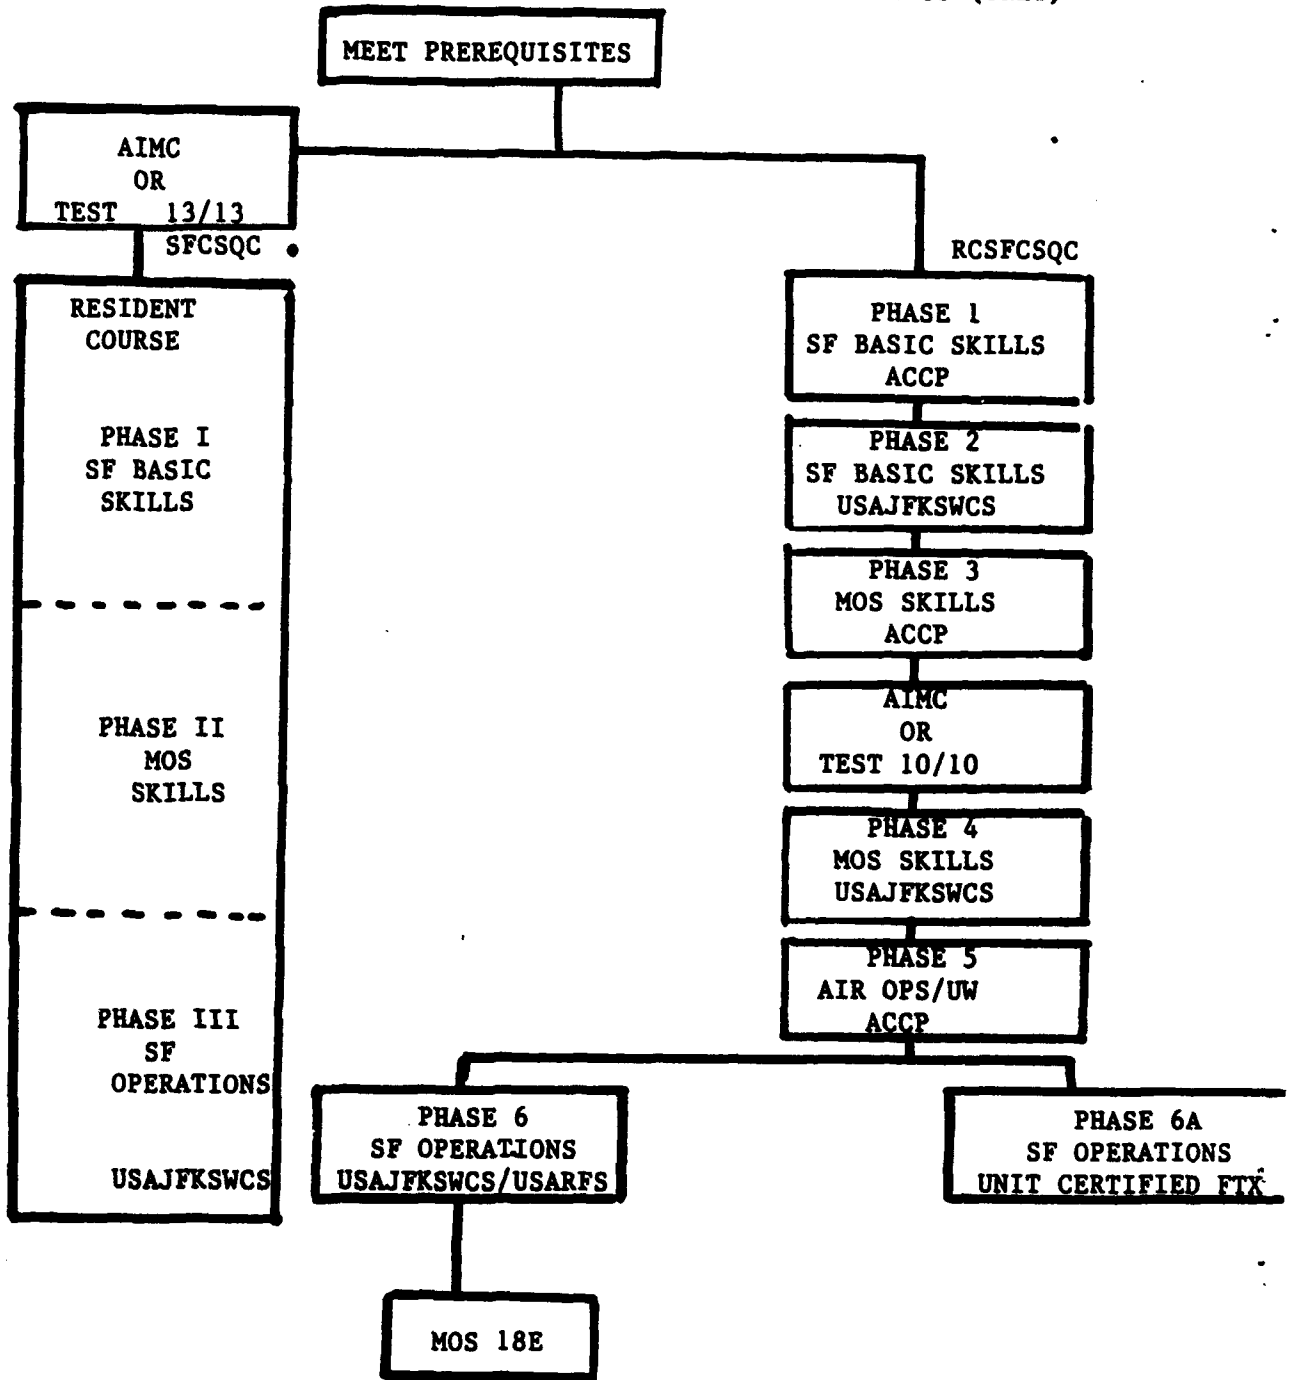 MEET PREREQUISITES
AIMC
OR
TEST 13/13
SFCSQC
RESIDENT
COURSE
PHASE I
SF BASIC
SKILLS
PHASE II
MOS
SKILLS
PHASE III
SF
OPERATIONS
USAJFKSWCS
RCSFCSQC
PHASE 1
SF BASIC SKILLS
ACCP
PHASE 2
SF BASIC SKILLS
USAJFKSWCS
PHASE 3
MOS SKILLS
ACCP
AIMC
OR
TEST 10/10
PHASE 4
MOS SKILLS
USAJFKSWCS
PHASE 5
AIR OPS/UW
ACCP
PHASE 6
SF OPERATIONS
USAJFKSWCS/USARFS
PHASE 6A
SF OPERATIONS
UNIT CERTIFIED FTX
MOS 18E